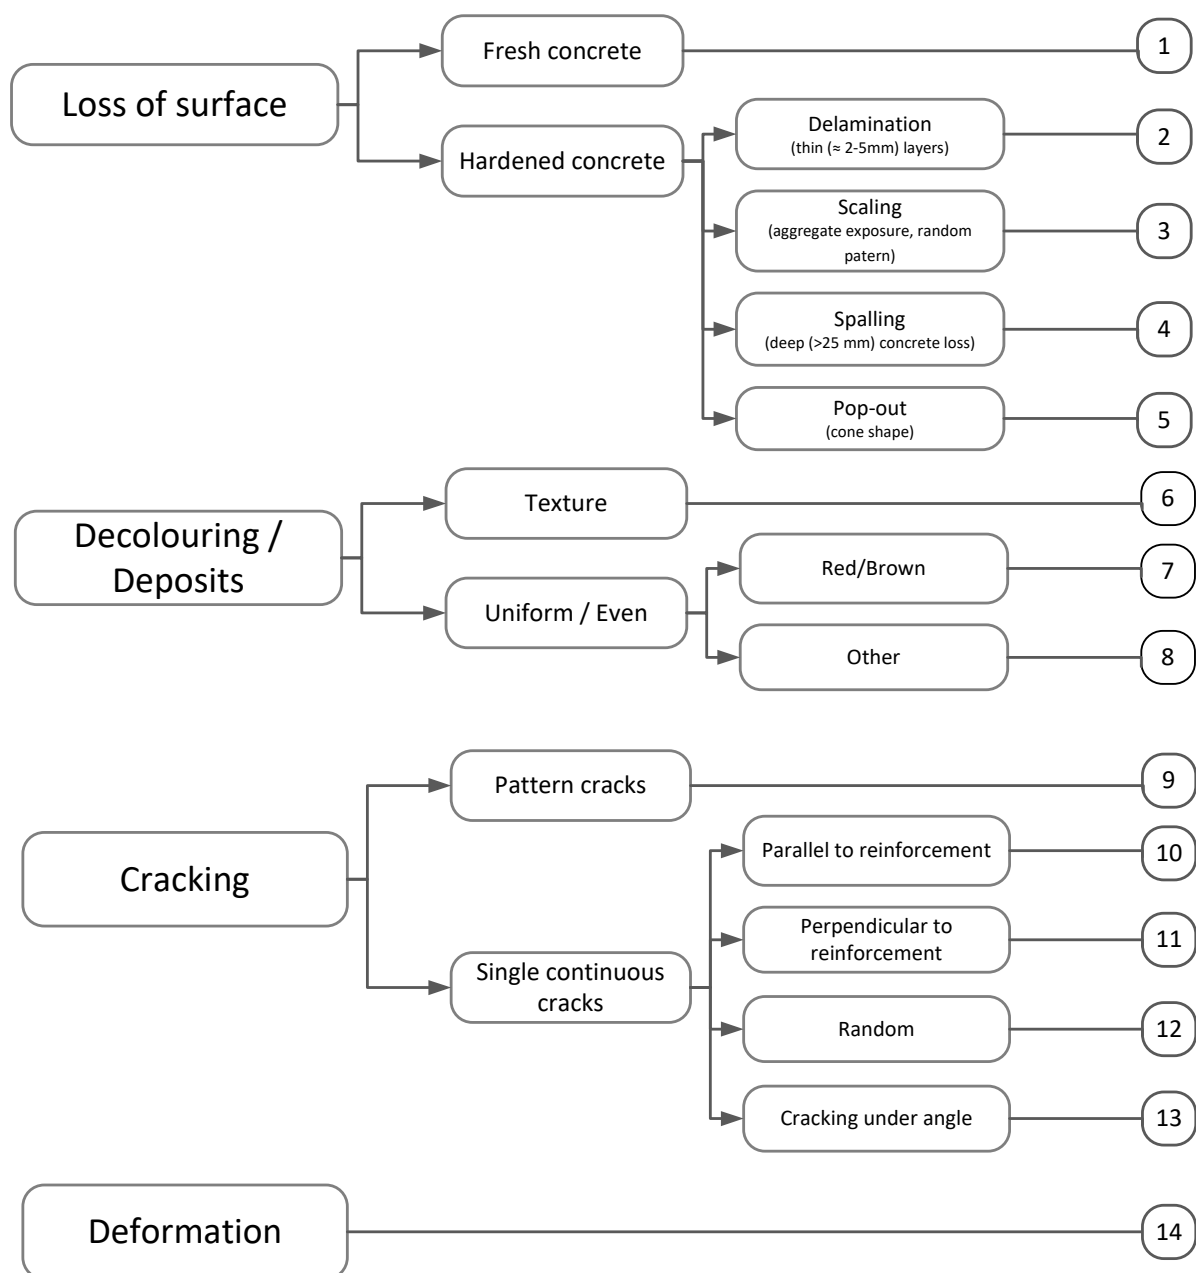 Loss of surface
Fresh concrete
1
Hardened concrete
Delamination
(thin (≈ 2-5mm) layers)
2
Scaling
(aggregate exposure, random
patern)
3
Spalling
(deep (>25 mm) concrete loss)
4
Pop-out
(cone shape)
5
Decolouring /
Deposits
Texture
6
Uniform / Even
Red/Brown
7
Other
8
Cracking
Pattern cracks
9
Single continuous
cracks
Parallel to reinforcement
10
Perpendicular to
reinforcement
11
Random
12
Cracking under angle
13
Deformation
14